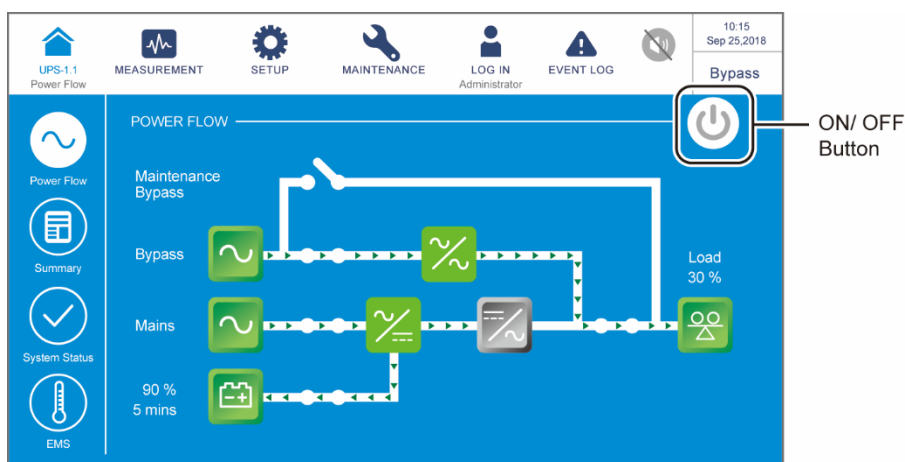 UPS-1.1
Power Flow
MEASUREMENT
SETUP
MAINTENANCE
LOG IN
Administrator
EVENT LOG
10:15
Sep 25,2018
Bypass
POWER FLOW
ON/ OFF
Button
Power Flow
Maintenance
Bypass
Summary
Bypass
Load
30 %
System Status
Mains
90 %
5 mins
EMS